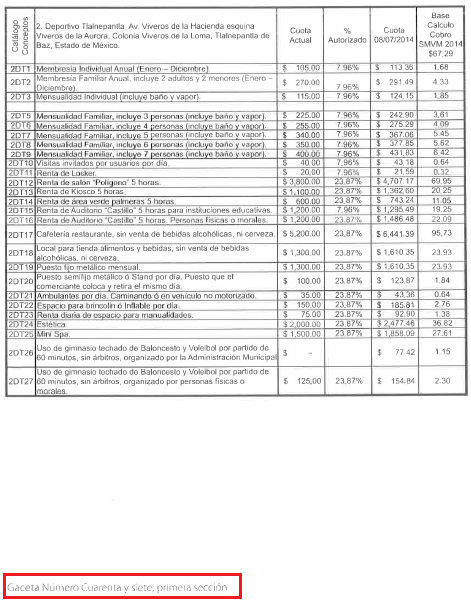 Catálogo Conceptos | 2. Deportivo Tlalnepantla, Av. Viveros de la Hacienda esquina Viveros de la Aurora, Colonia Viveros de la Loma, Tlalnepantla de Baz, Estado de México. | Cuota Actual | % Autorizado | Cuota 08/07/2014 | Base Calculo Cobro SMVM 2014 $67.29
2DT1 Membresía Individual Anual (Enero – Diciembre). $ 105.00 7.96% $ 113.36 1.68
2DT2 Membresía Familiar Anual, incluye 2 adultos y 2 menores (Enero – Diciembre). $ 270.00 7.96% $ 291.49 4.33
2DT3 Mensualidad Individual (incluye baño y vapor). $ 115.00 7.96% $ 124.15 1.85
2DT5 Mensualidad Familiar, incluye 3 personas (incluye baño y vapor). $ 225.00 7.96% $ 242.90 3.61
2DT6 Mensualidad Familiar, incluye 4 personas (incluye baño y vapor). $ 255.00 7.96% $ 275.29 4.09
2DT7 Mensualidad Familiar, incluye 5 personas (incluye baño y vapor). $ 340.00 7.96% $ 367.06 5.45
2DT8 Mensualidad Familiar, incluye 6 personas (incluye baño y vapor). $ 350.00 7.96% $ 377.85 5.62
2DT9 Mensualidad Familiar, incluye 7 personas (incluye baño y vapor). $ 400.00 7.96% $ 431.83 6.42
2DT10 Visitas invitados por usuarios por día. $ 40.00 7.96% $ 43.18 0.64
2DT11 Renta de Locker. $ 20.00 7.96% $ 21.59 0.32
2DT12 Renta de salón “Polígono” 5 horas. $ 3,800.00 23.87% $ 4,707.17 69.95
2DT13 Renta de Kiosco 5 horas. $ 1,100.00 23.87% $ 1,362.60 20.25
2DT14 Renta de área verde palmeras 5 horas. $ 600.00 23.87% $ 743.24 11.05
2DT15 Renta de Auditorio “Castillo” 5 horas para instituciones educativas. $ 1,200.00 7.96% $ 1,295.49 19.25
2DT16 Renta de Auditorio “Castillo” 5 horas. Personas físicas o morales. $ 1,200.00 23.87% $ 1,486.48 22.09
2DT17 Cafetería restaurante, sin venta de bebidas alcohólicas, ni cerveza. $ 5,200.00 23.87% $ 6,441.39 95.73
2DT18 Local para tienda alimentos y bebidas, sin venta de bebidas alcohólicas, ni cerveza. $ 1,300.00 23.87% $ 1,610.35 23.93
2DT19 Puesto fijo metálico mensual. $ 1,300.00 23.87% $ 1,610.35 23.93
2DT20 Puesto semifijo metálico ó Stand por día. Puesto que el comerciante coloca y retira el mismo día. $ 100.00 23.87% $ 123.87 1.84
2DT21 Ambulantes por día. Caminando ó en vehículo no motorizado. $ 35.00 23.87% $ 43.36 0.64
2DT22 Espacio para brincolin ó Inflable por día. $ 150.00 23.87% $ 185.81 2.76
2DT23 Renta diaria de espacio para manualidades. $ 75.00 23.87% $ 92.90 1.38
2DT24 Estética. $ 2,000.00 23.87% $ 2,477.46 36.82
2DT25 Mini Spa. $ 1,500.00 23.87% $ 1,858.09 27.61
2DT26 Uso de gimnasio techado de Baloncesto y Voleibol por partido de 60 minutos, sin árbitros, organizado por la Administración Municipal $ - $ 77.42 1.15
2DT27 Uso de gimnasio techado de Baloncesto y Voleibol por partido de 60 minutos, sin árbitros, organizado por personas físicas o morales. $ 125.00 23.87% $ 154.84 2.30
Gaceta Número Cuarenta y siete, primera sección